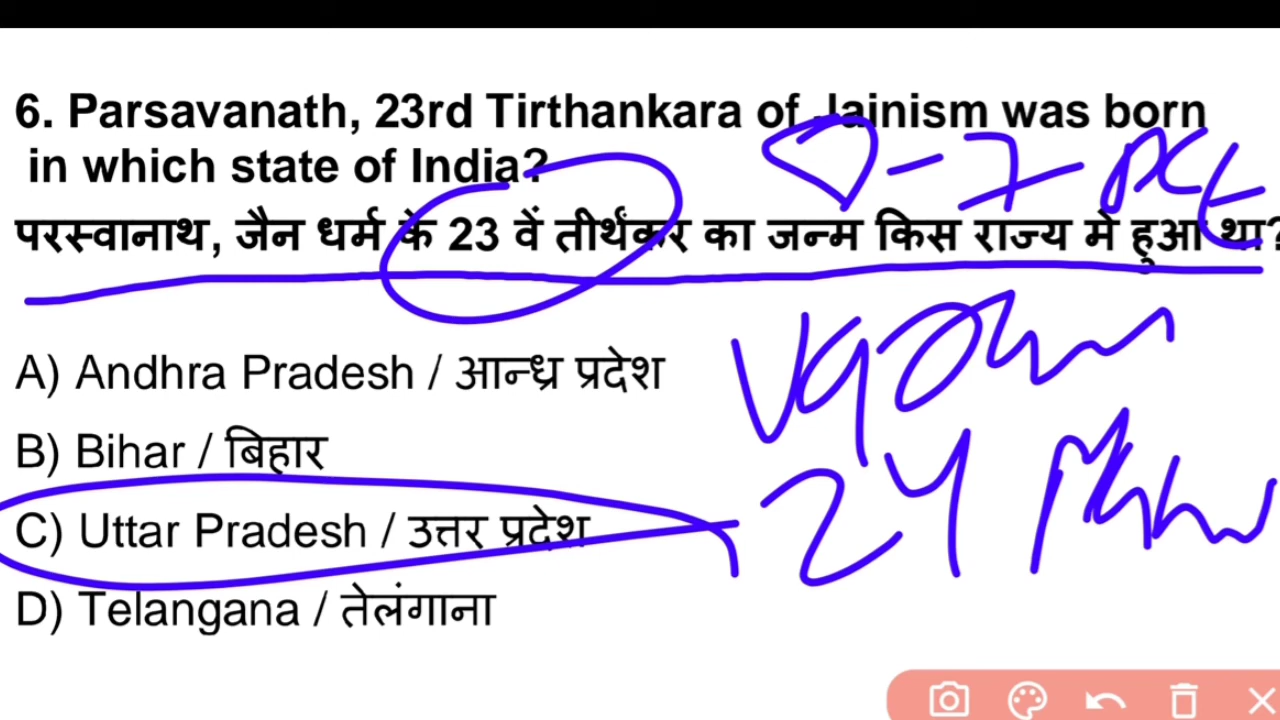 6. Parsavanath, 23rd Tirthankara of Jainism was born
in which state of India?
परस्वानाथ, जैन धर्म के 23 वें तीर्थंकर का जन्म किस राज्य में हुआ था?
A) Andhra Pradesh / आन्ध्र प्रदेश
B) Bihar / बिहार
C) Uttar Pradesh / उत्तर प्रदेश
D) Telangana / तेलंगाना
24